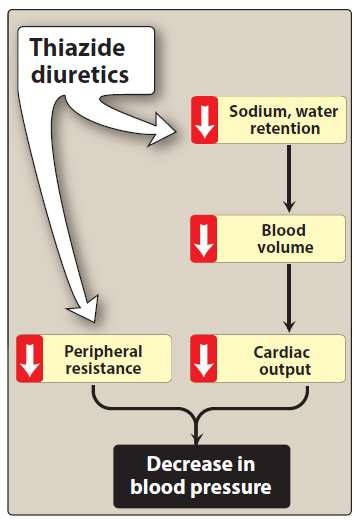 Thiazide
diuretics
Sodium, water
retention
Blood
volume
Peripheral
resistance
Cardiac
output
Decrease in
blood pressure